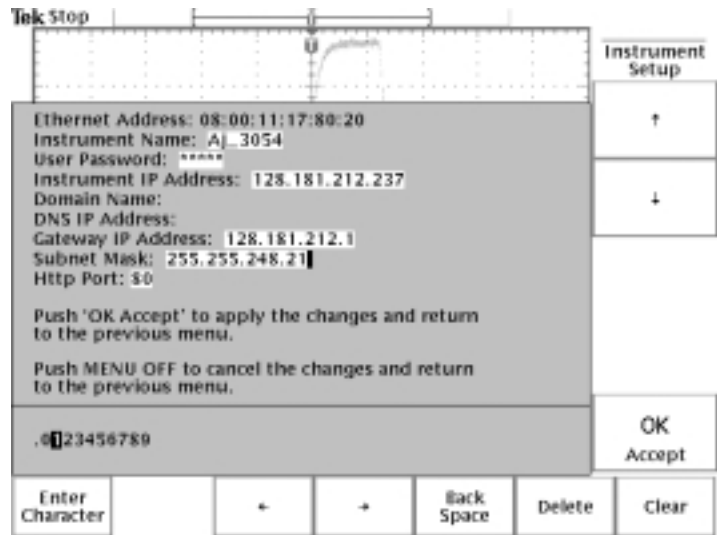 Tek Stop
Instrument
Setup
↑
↓
Ethernet Address: 08:00:11:17:80:20
Instrument Name: Aj_3054
User Password: *****
Instrument IP Address: 128.181.212.237
Domain Name:
DNS IP Address:
Gateway IP Address: 128.181.212.1
Subnet Mask: 255.255.248.21
Http Port: 80
Push 'OK Accept' to apply the changes and return
to the previous menu.
Push MENU OFF to cancel the changes and return
to the previous menu.
.0123456789
OK
Accept
Enter
Character
←
→
Back
Space
Delete
Clear